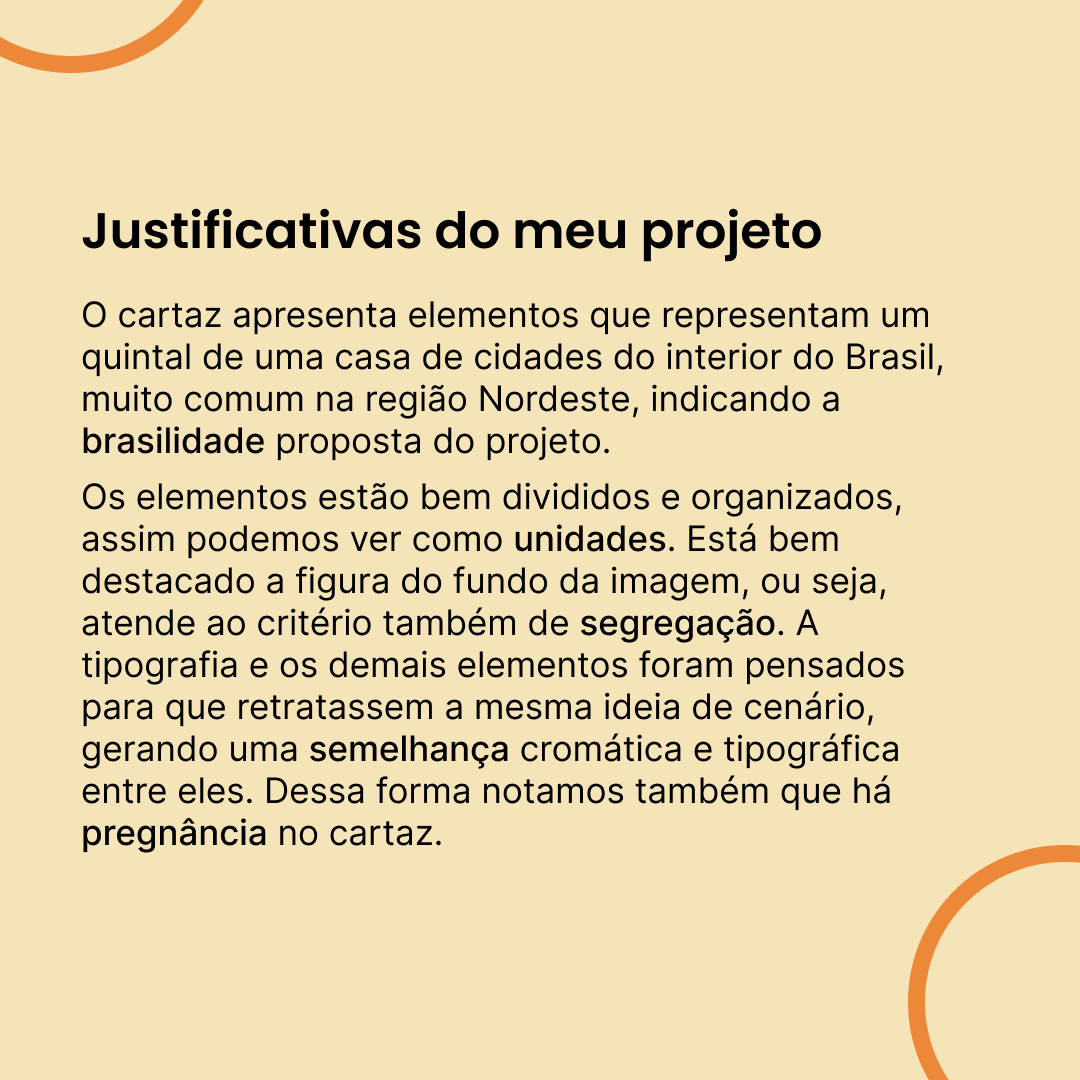 Justificativas do meu projeto
O cartaz apresenta elementos que representam um
quintal de uma casa de cidades do interior do Brasil,
muito comum na região Nordeste, indicando a
brasilidade proposta do projeto.
Os elementos estão bem divididos e organizados,
assim podemos ver como unidades. Está bem
destacado a figura do fundo da imagem, ou seja,
atende ao critério também de segregação. A
tipografia e os demais elementos foram pensados
para que retratassem a mesma ideia de cenário,
gerando uma semelhança cromática e tipográfica
entre eles. Dessa forma notamos também que há
pregnância no cartaz.